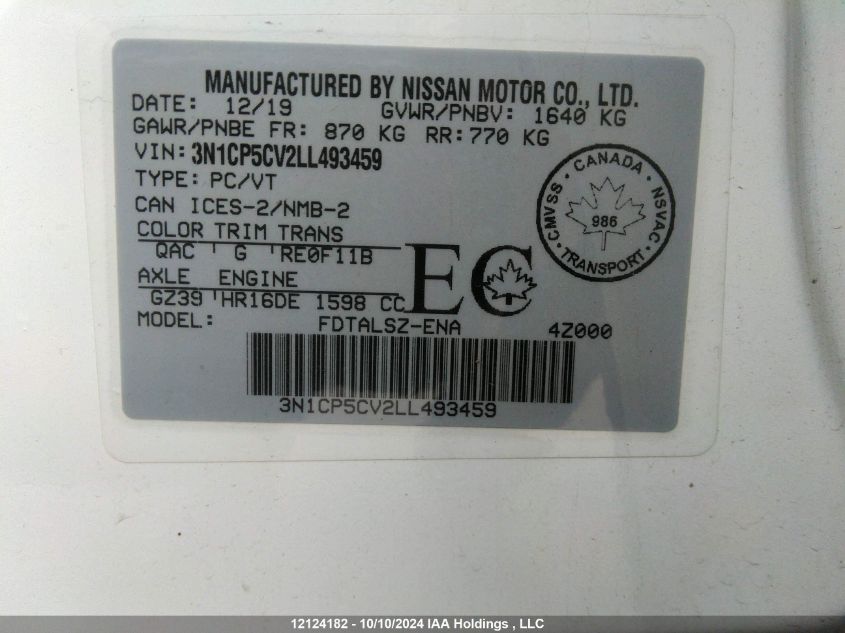 MANUFACTURED BY NISSAN MOTOR CO., LTD.
DATE: 12/19 GVWR/PNBV: 1640 KG
GAWR/PNBE FR: 870 KG RR:770 KG
VIN: 3N1CP5CV2LL493459
TYPE: PC/VT
CAN ICES-2/NMB-2
COLOR TRIM TRANS
QAC G RE0F11B
AXLE ENGINE
GZ39 HR16DE 1598 CC
EC
CANADA
CMVSS NSVAC
986
TRANSPORT
MODEL: FDTALSZ-ENA 4Z000
3N1CP5CV2LL493459
12124182 - 10/10/2024 IAA Holdings , LLC